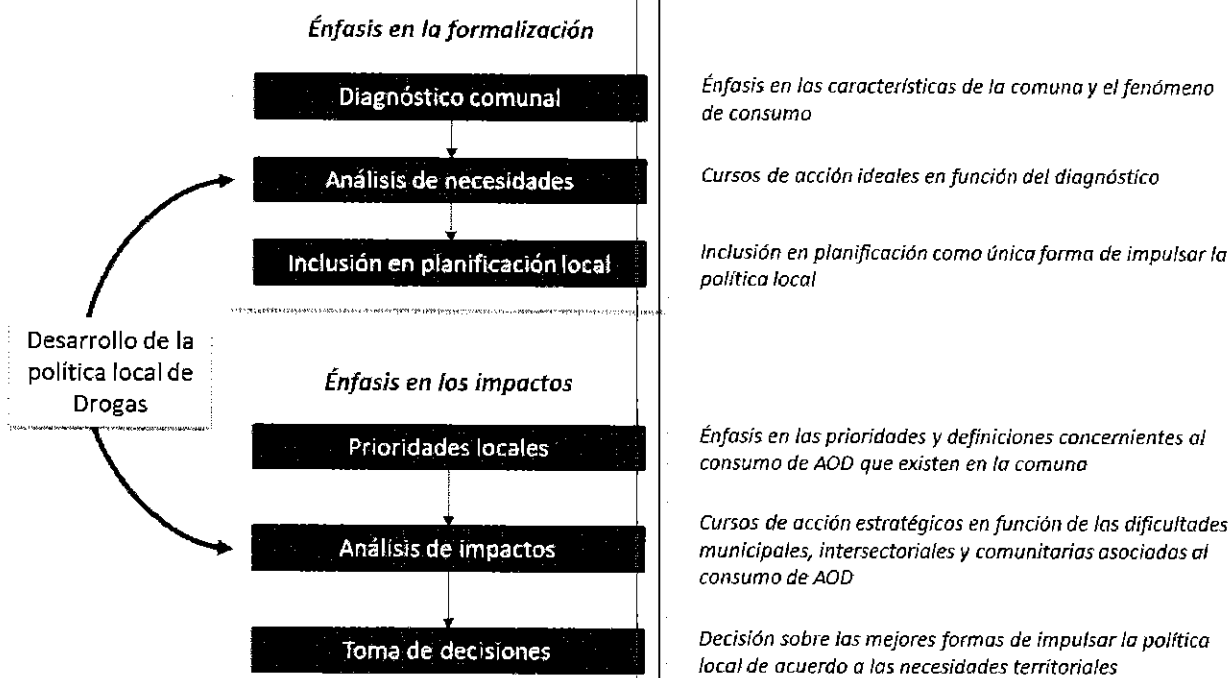 Énfasis en la formalización
Diagnóstico comunal
Énfasis en las características de la comuna y el fenómeno
de consumo
Análisis de necesidades
Cursos de acción ideales en función del diagnóstico
Inclusión en planificación local
Inclusión en planificación como única forma de impulsar la
política local
Desarrollo de la
política local de
Drogas
Énfasis en los impactos
Prioridades locales
Énfasis en las prioridades y definiciones concernientes al
consumo de AOD que existen en la comuna
Análisis de impactos
Cursos de acción estratégicos en función de las dificultades
municipales, intersectoriales y comunitarias asociadas al
consumo de AOD
Toma de decisiones
Decisión sobre las mejores formas de impulsar la política
local de acuerdo a las necesidades territoriales